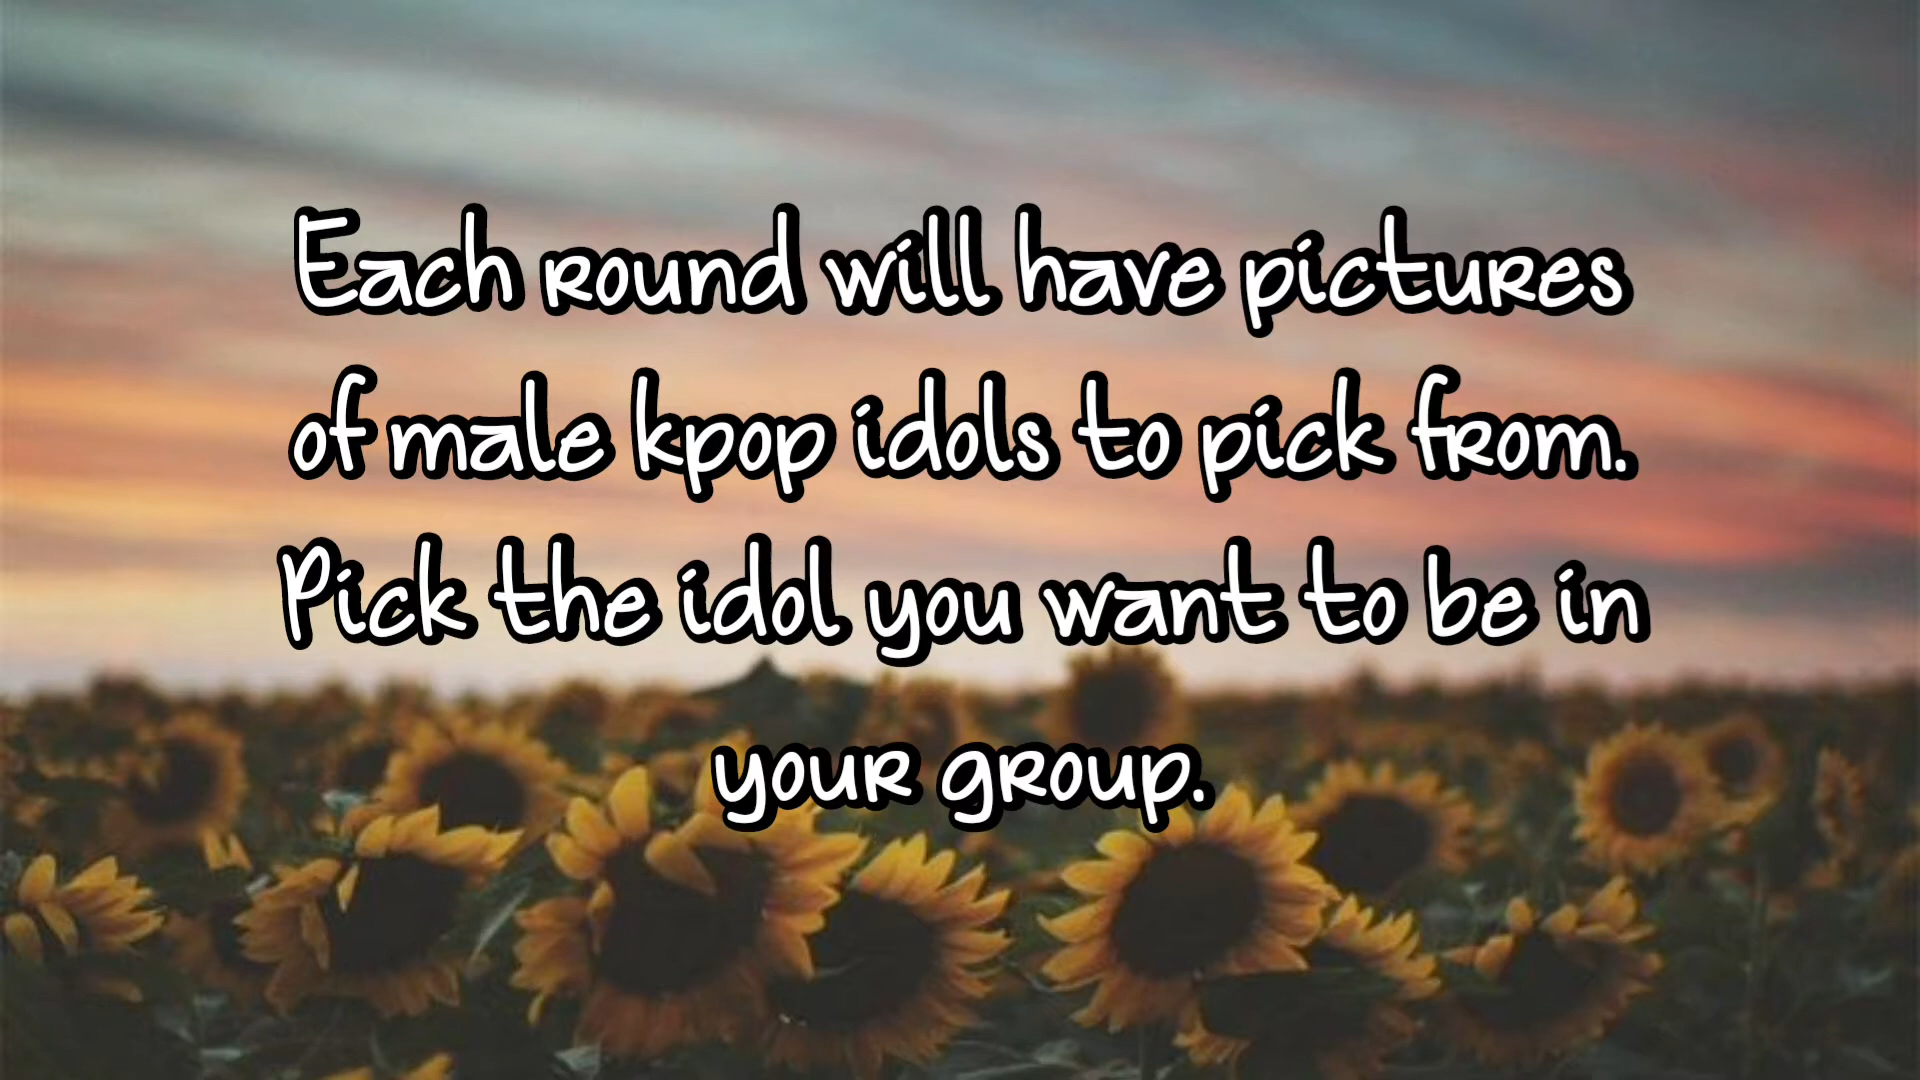 Each round will have pictures
of male kpop idols to pick from.
Pick the idol you want to be in
your group.